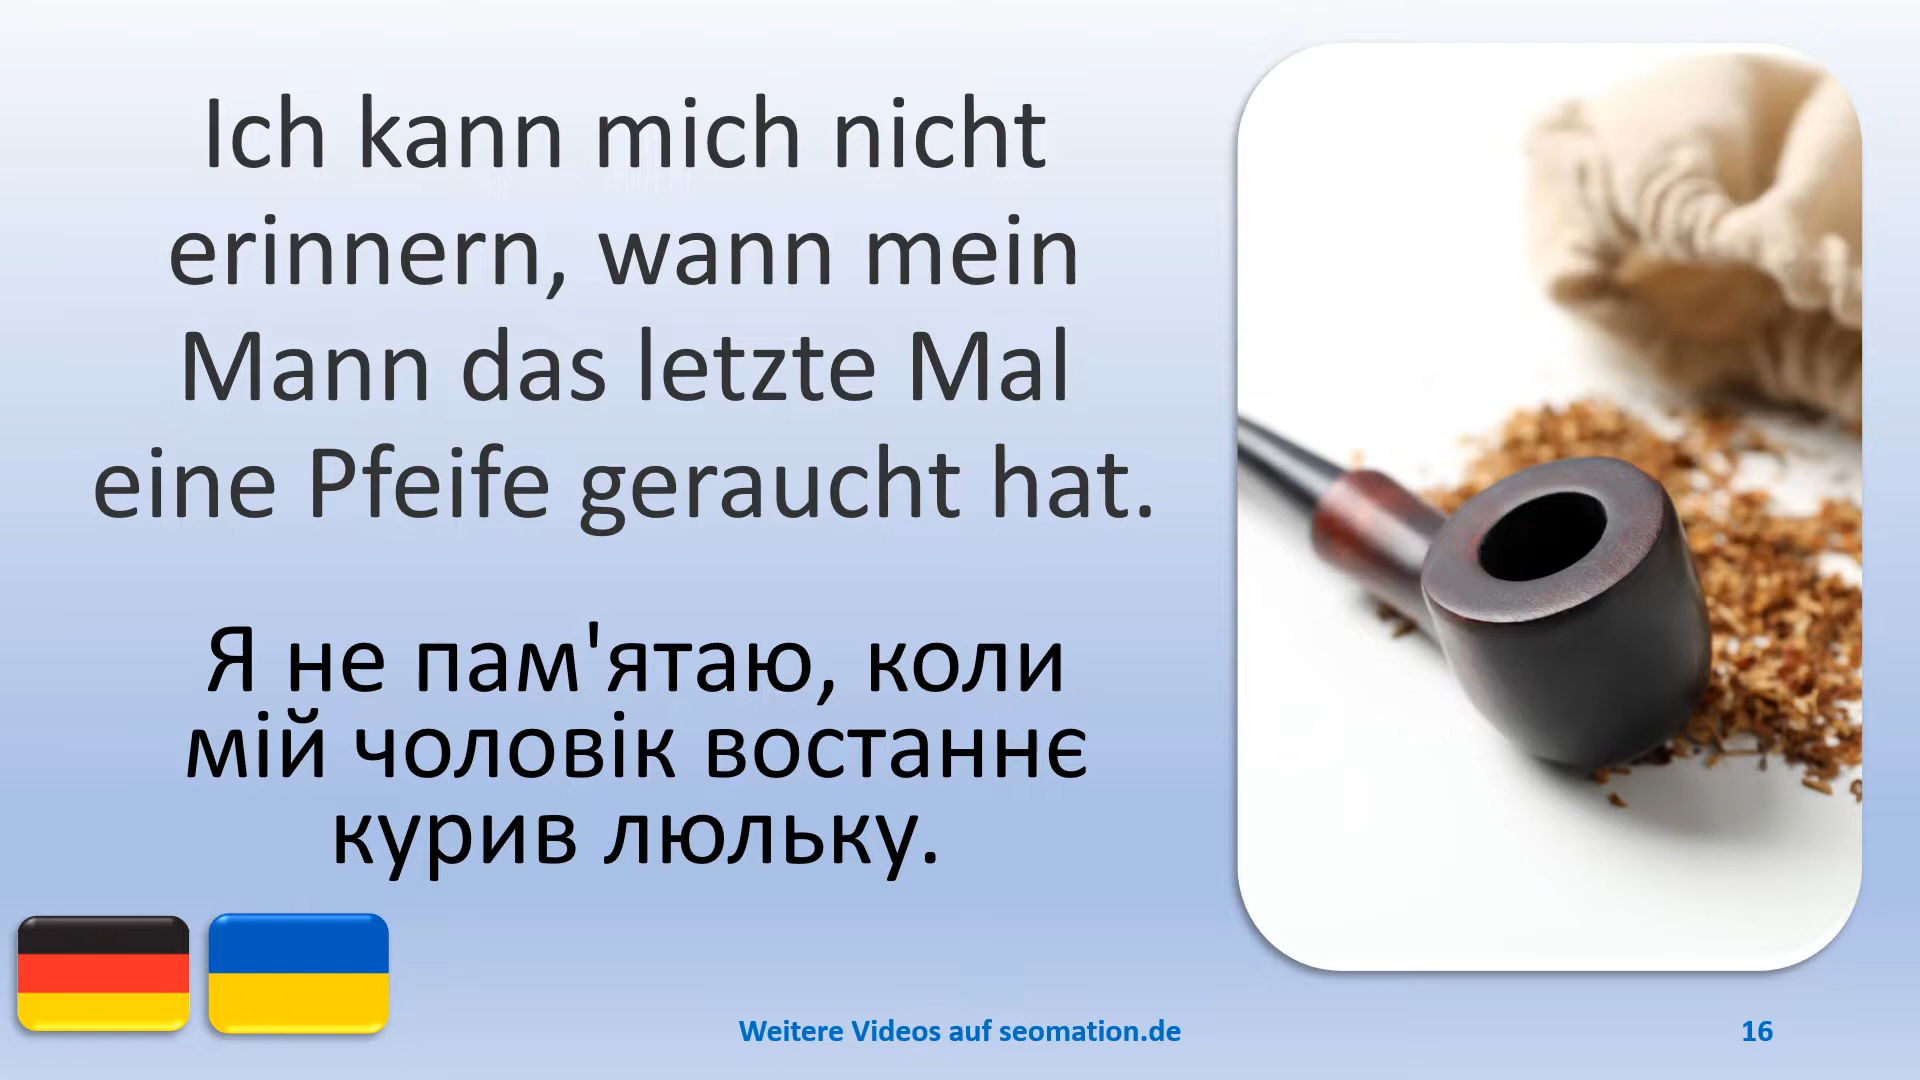 Ich kann mich nicht
erinnern, wann mein
Mann das letzte Mal
eine Pfeife geraucht hat.
Я не пам'ятаю, коли
мій чоловік востаннє
курив люльку.
Weitere Videos auf seomation.de
16